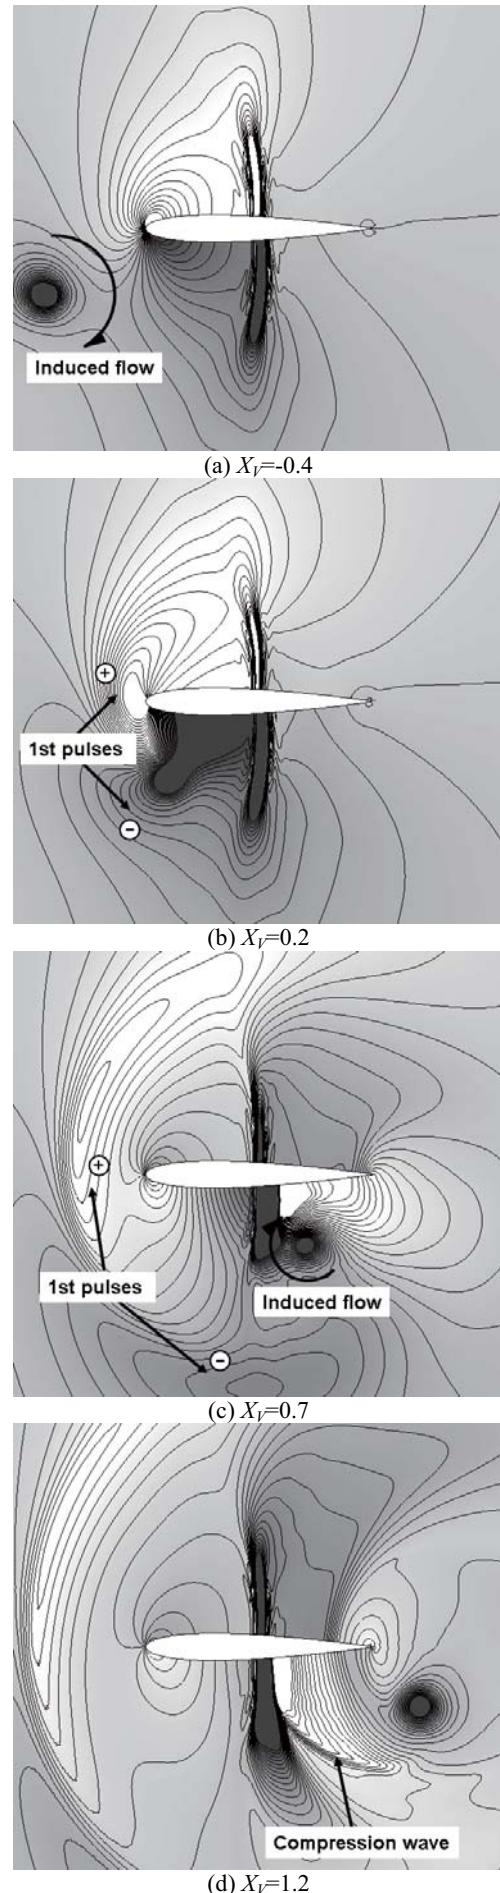 Induced flow
(a) X_V=-0.4
+
1st pulses
−
(b) X_V=0.2
+
1st pulses
Induced flow
−
(c) X_V=0.7
Compression wave
(d) X_V=1.2